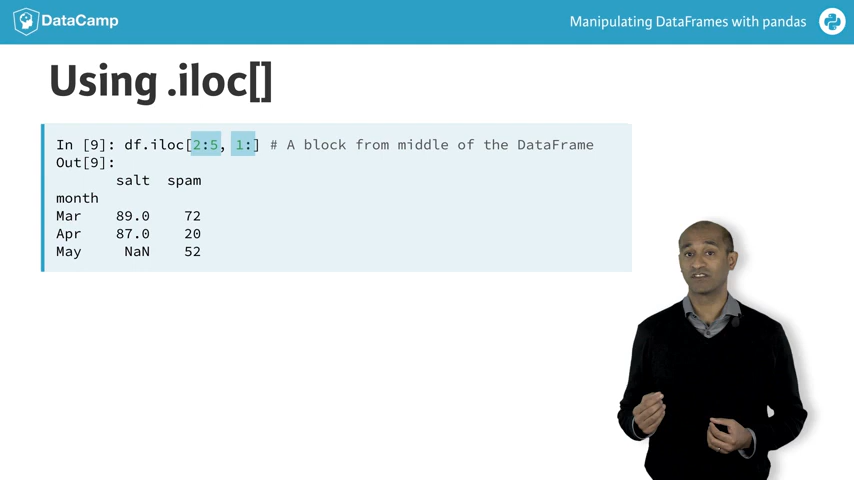 DataCamp
Manipulating DataFrames with pandas
Using .iloc[]
In [9]: df.iloc[2:5, 1:] # A block from middle of the DataFrame
Out[9]:
salt spam
month
Mar 89.0 72
Apr 87.0 20
May NaN 52